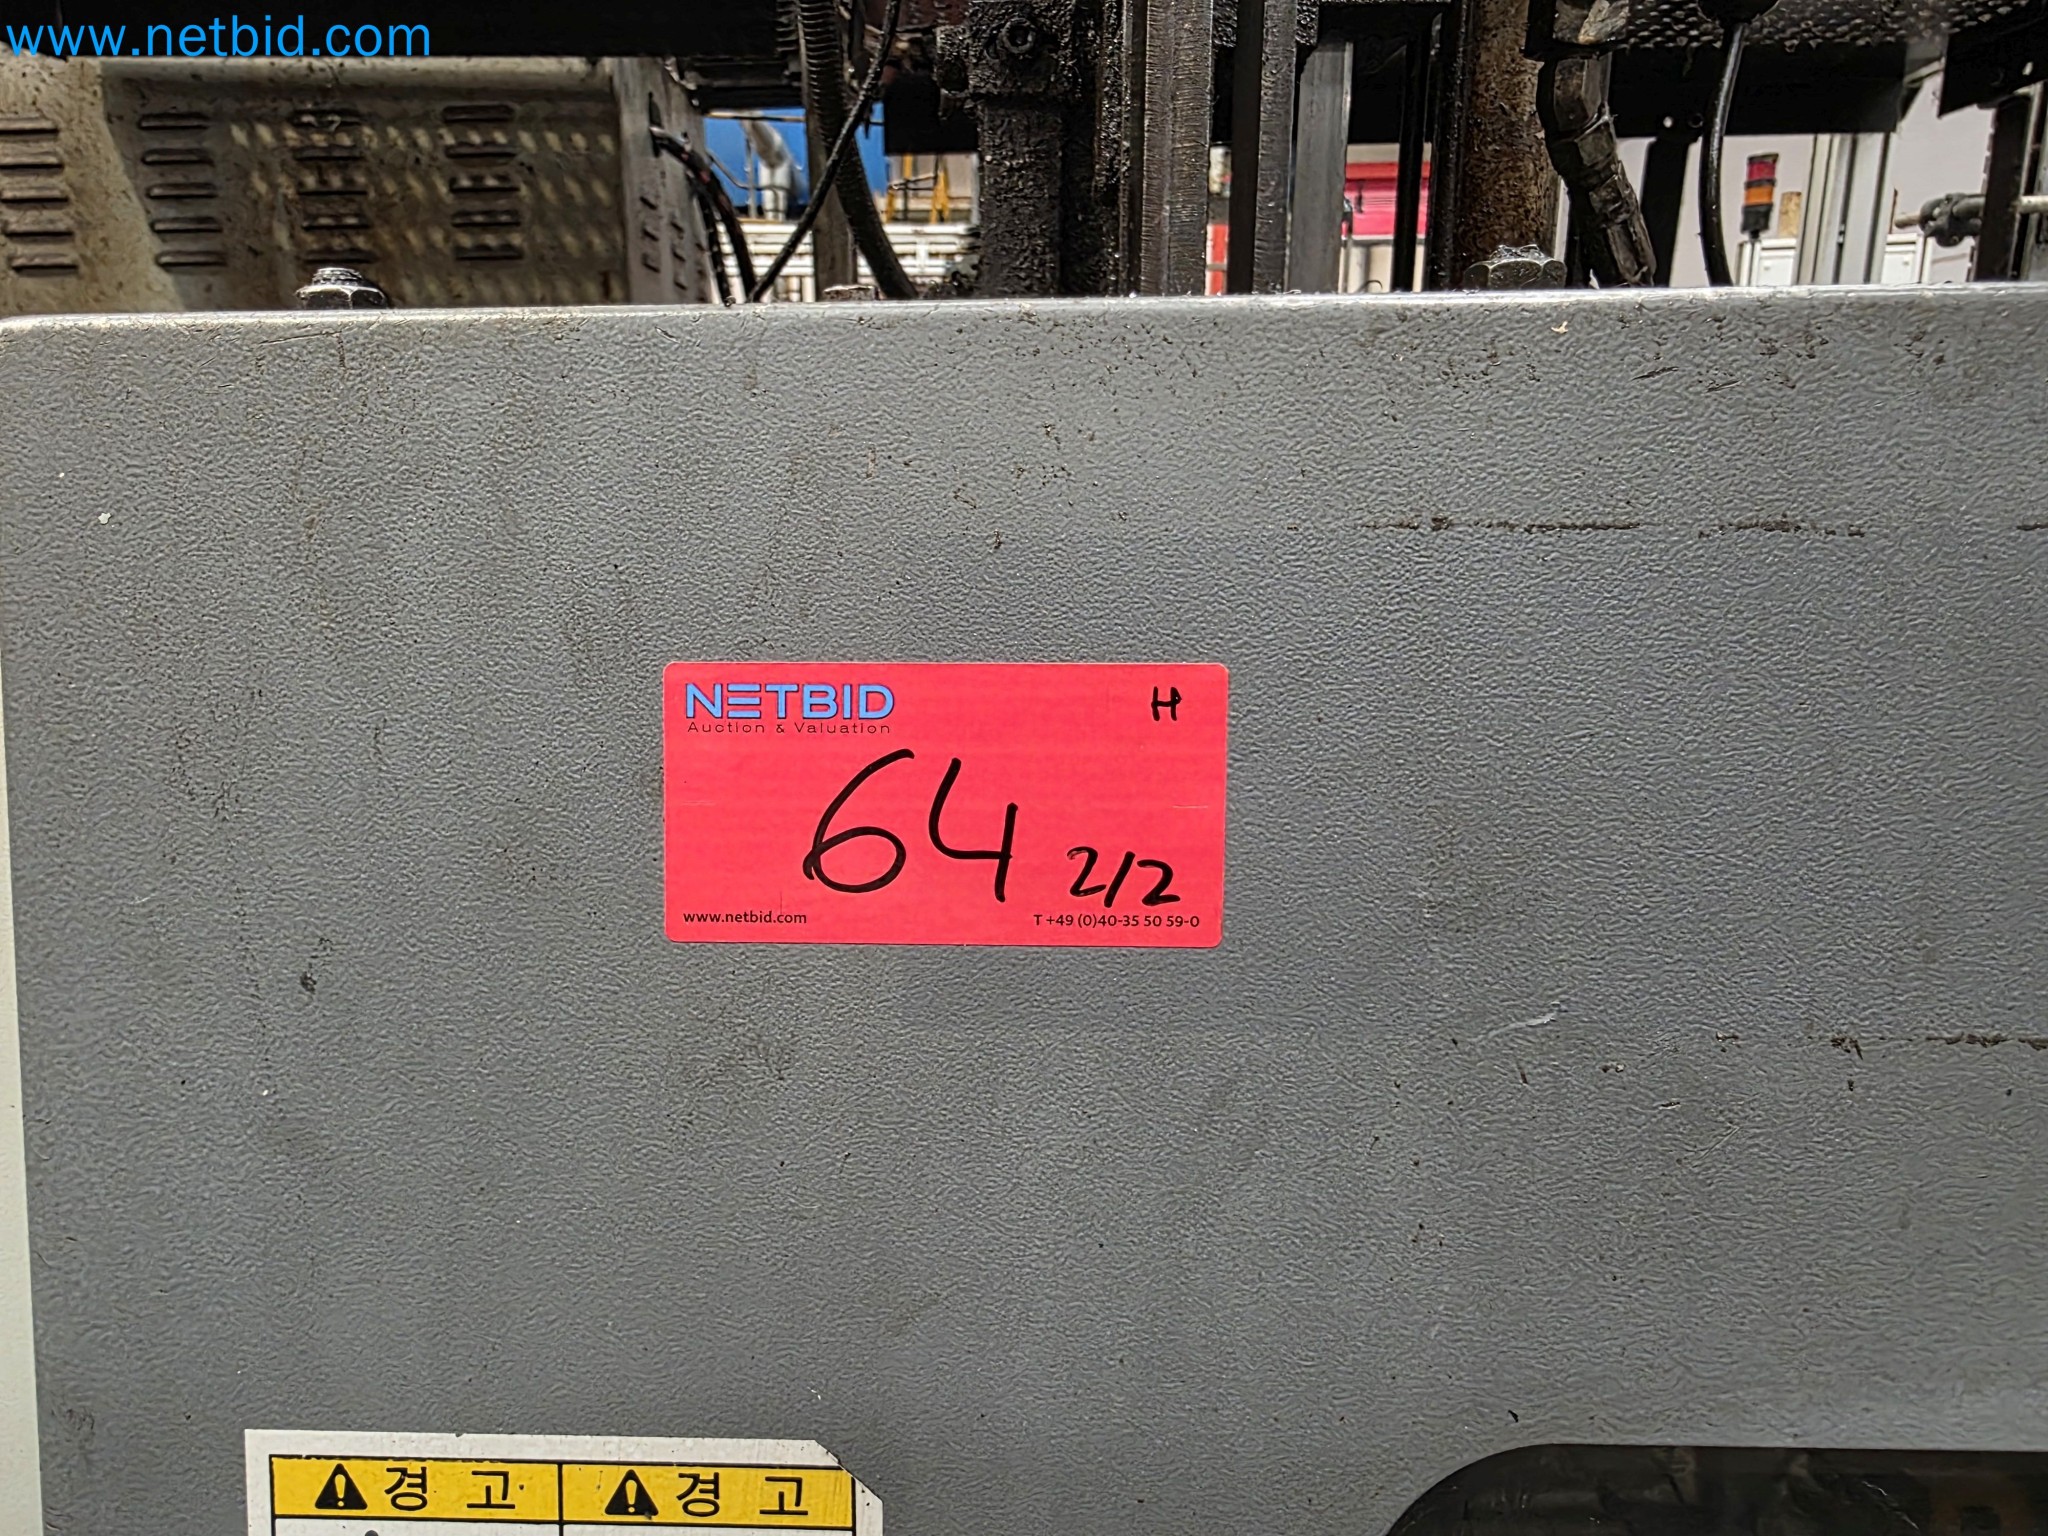 www.netbid.com
NETBID H
Auction & Valuation
64 2/2
www.netbid.com T +49 (0)40-35 50 59-0
경고 경고